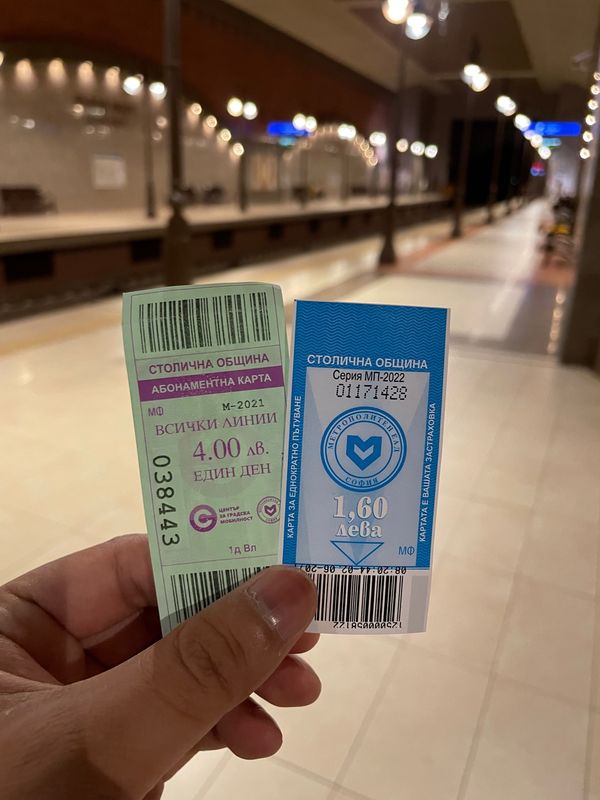 СТОЛИЧНА ОБЩИНА
АБОНАМЕНТНА КАРТА
МФ
М-2021
ВСИЧКИ ЛИНИИ
4.00 лв.
ЕДИН ДЕН
038443
ЦЕНТЪР
ЗА ГРАДСКА
МОБИЛНОСТ
1д Вл
СТОЛИЧНА ОБЩИНА
Серия МП-2022
01171428
КАРТА ЗА ЕДНОКРАТНО ПЪТУВАНЕ
МЕТРОПОЛИТЕН ЕАД
СОФИЯ
КАРТАТА Е ВАШАТА ЗАСТРАХОВКА
1,60
лева
МФ